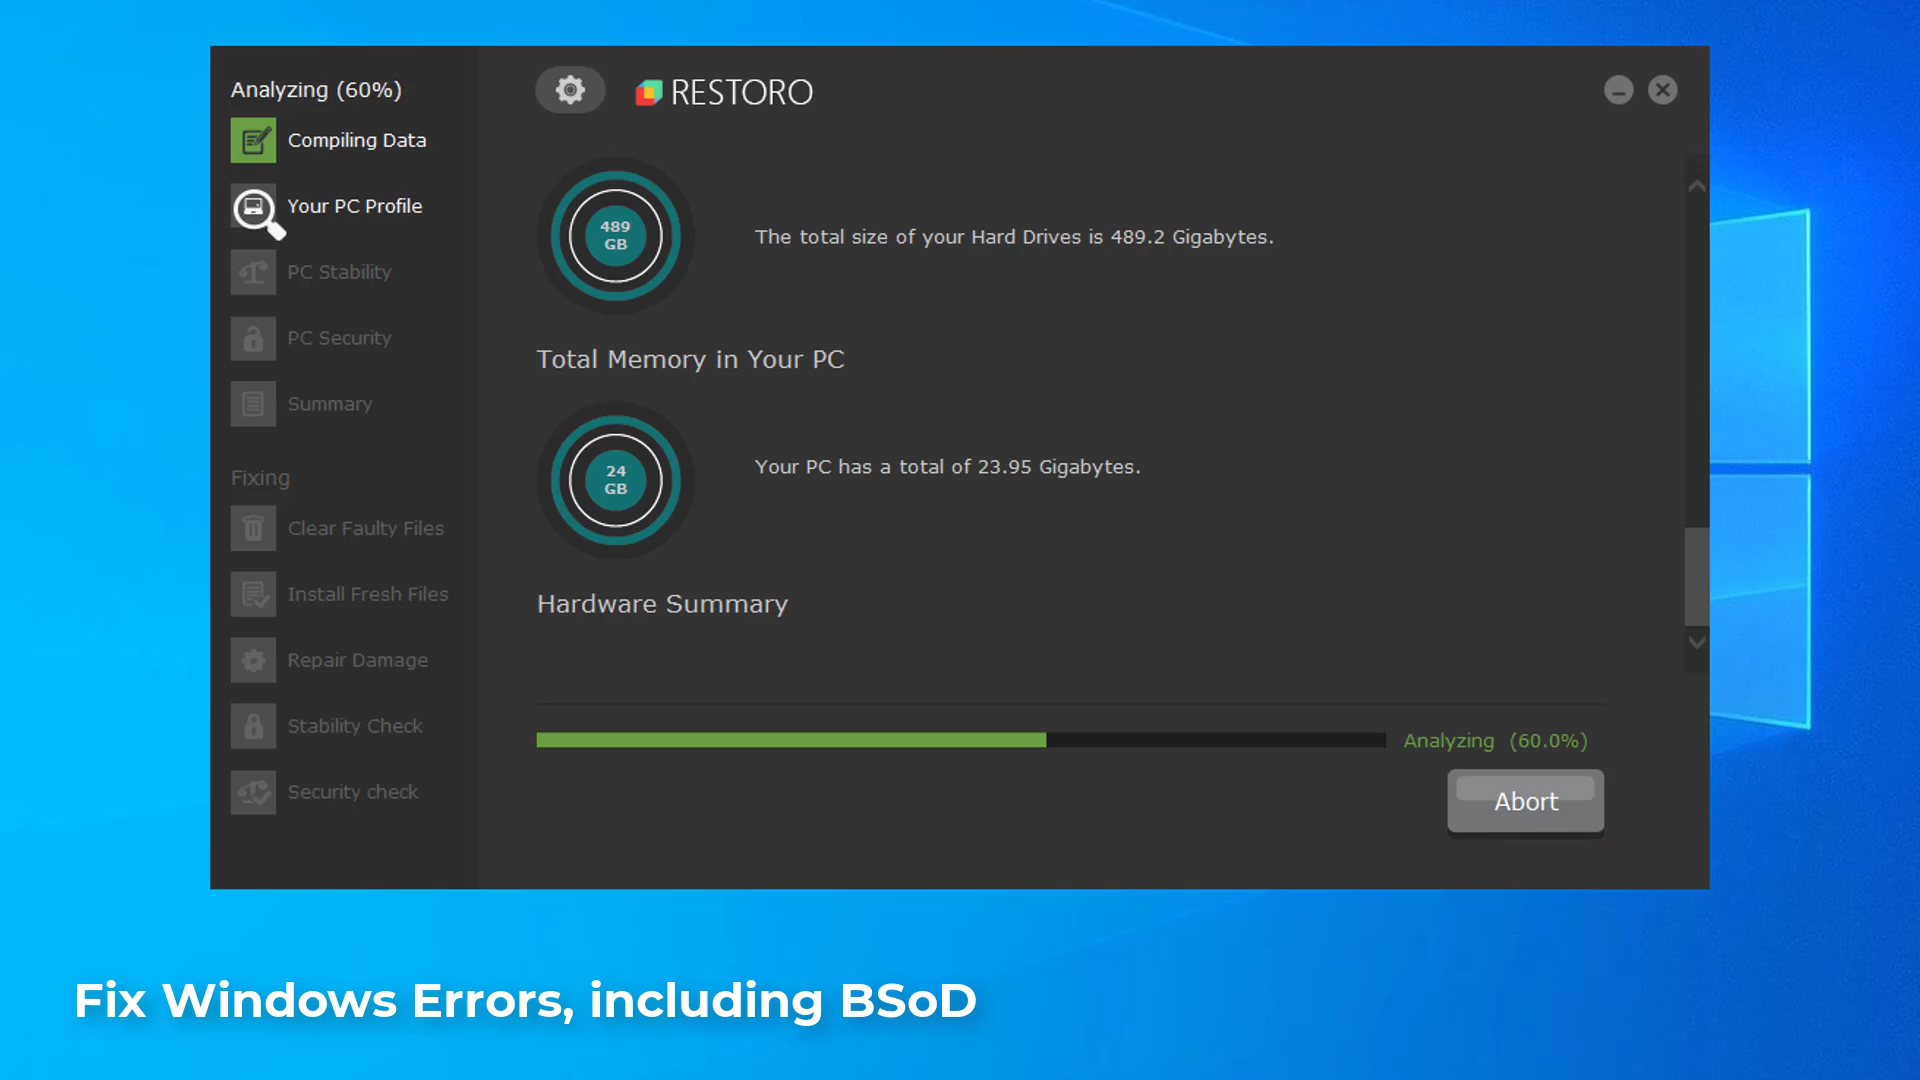 Analyzing (60%)
Compiling Data
Your PC Profile
PC Stability
PC Security
Summary
Fixing
Clear Faulty Files
Install Fresh Files
Repair Damage
Stability Check
Security check
RESTORO
489
GB
The total size of your Hard Drives is 489.2 Gigabytes.
Total Memory in Your PC
24
GB
Your PC has a total of 23.95 Gigabytes.
Hardware Summary
Analyzing (60.0%)
Abort
Fix Windows Errors, including BSoD